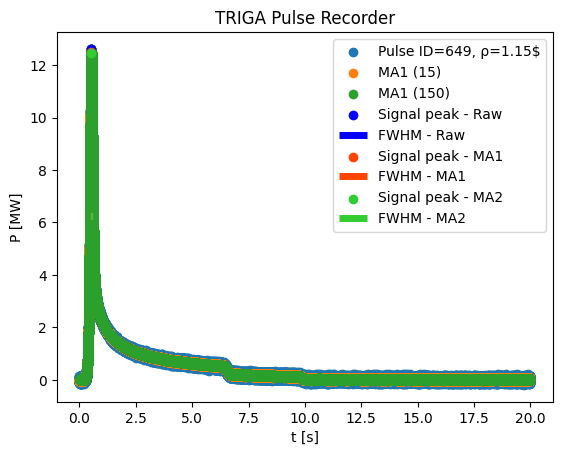 TRIGA Pulse Recorder
Pulse ID=649, ρ=1.15$
MA1 (15)
MA1 (150)
Signal peak - Raw
FWHM - Raw
Signal peak - MA1
FWHM - MA1
Signal peak - MA2
FWHM - MA2
P [MW]
12
10
8
6
4
2
0
0.0 2.5 5.0 7.5 10.0 12.5 15.0 17.5 20.0
t [s]